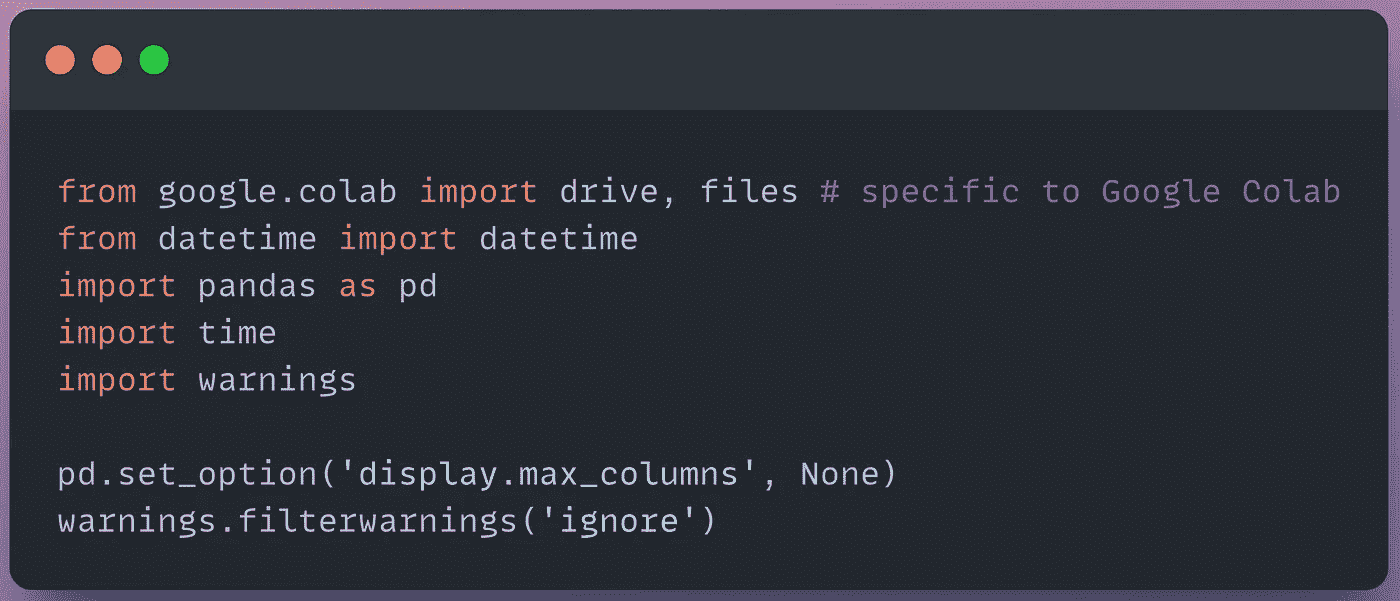 from google.colab import drive, files # specific to Google Colab
from datetime import datetime
import pandas as pd
import time
import warnings
pd.set_option('display.max_columns', None)
warnings.filterwarnings('ignore')